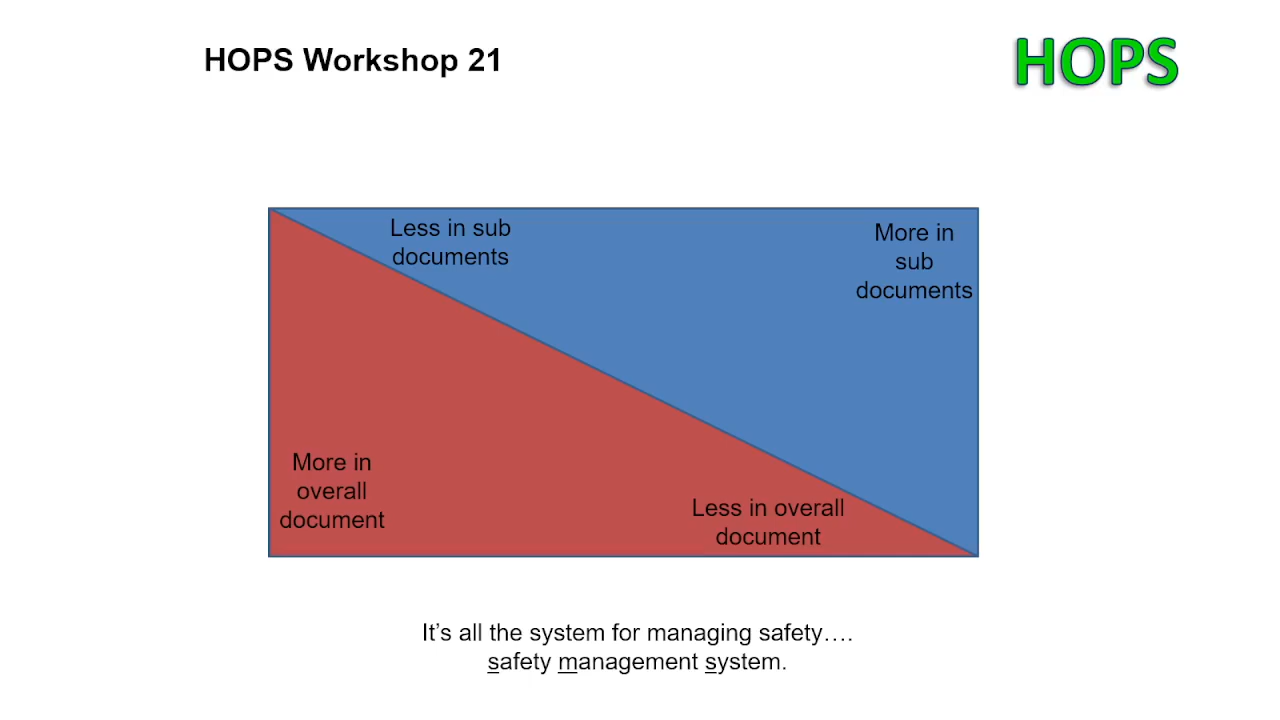 HOPS Workshop 21
HOPS
Less in sub
documents
More in
sub
documents
More in
overall
document
Less in overall
document
It’s all the system for managing safety….
safety management system.